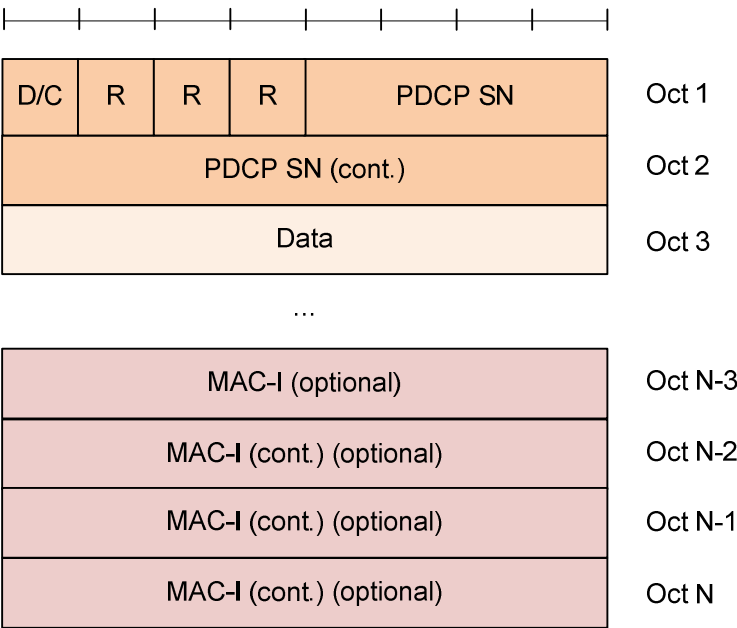 D/C R R R PDCP SN Oct 1
PDCP SN (cont.) Oct 2
Data Oct 3
...
MAC-I (optional) Oct N-3
MAC-I (cont.) (optional) Oct N-2
MAC-I (cont.) (optional) Oct N-1
MAC-I (cont.) (optional) Oct N